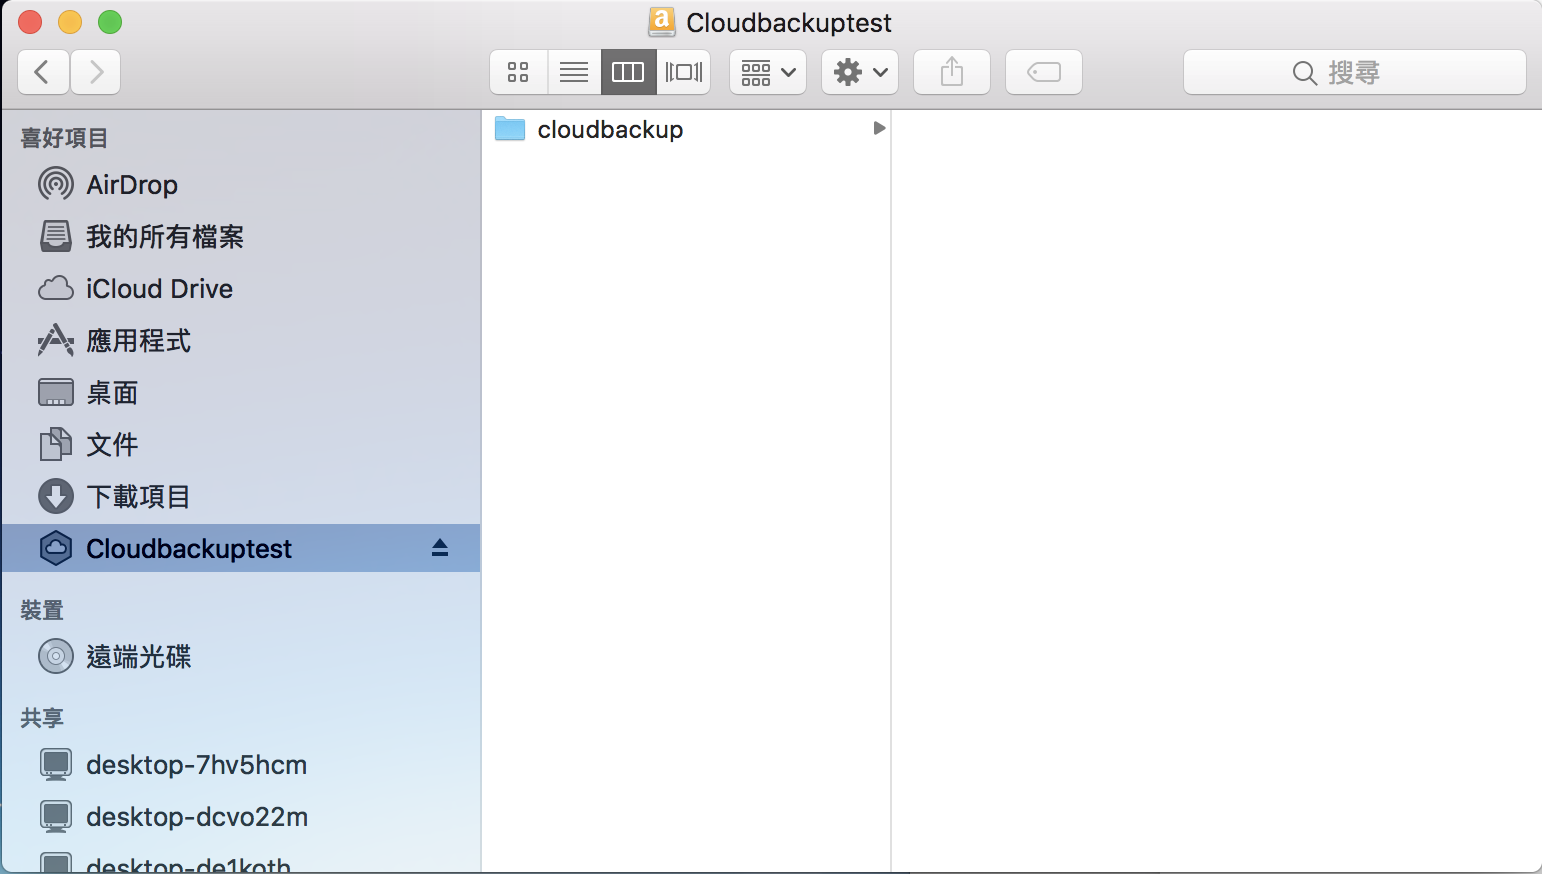 Cloudbackuptest
搜尋
喜好項目
AirDrop
我的所有檔案
iCloud Drive
應用程式
桌面
文件
下載項目
Cloudbackuptest
裝置
遠端光碟
共享
desktop-7hv5hcm
desktop-dcvo22m
desktop-de1koth
cloudbackup